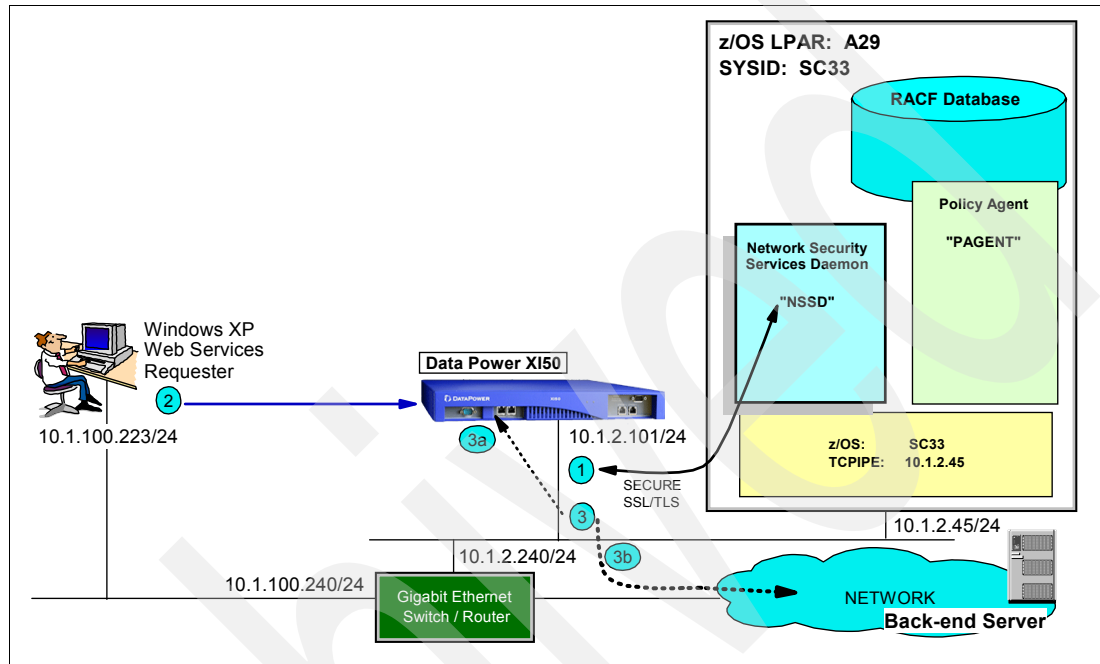 z/OS LPAR: A29
SYSID: SC33
RACF Database
Policy Agent
"PAGENT"
Network Security
Services Daemon
"NSSD"
Windows XP
Web Services
Requester
2
10.1.100.223/24
Data Power XI50
DATAPOWER
3a
10.1.2.101/24
1
SECURE
SSL/TLS
3
3b
z/OS: SC33
TCPIPE: 10.1.2.45
10.1.2.45/24
10.1.2.240/24
10.1.100.240/24
Gigabit Ethernet
Switch / Router
NETWORK
Back-end Server